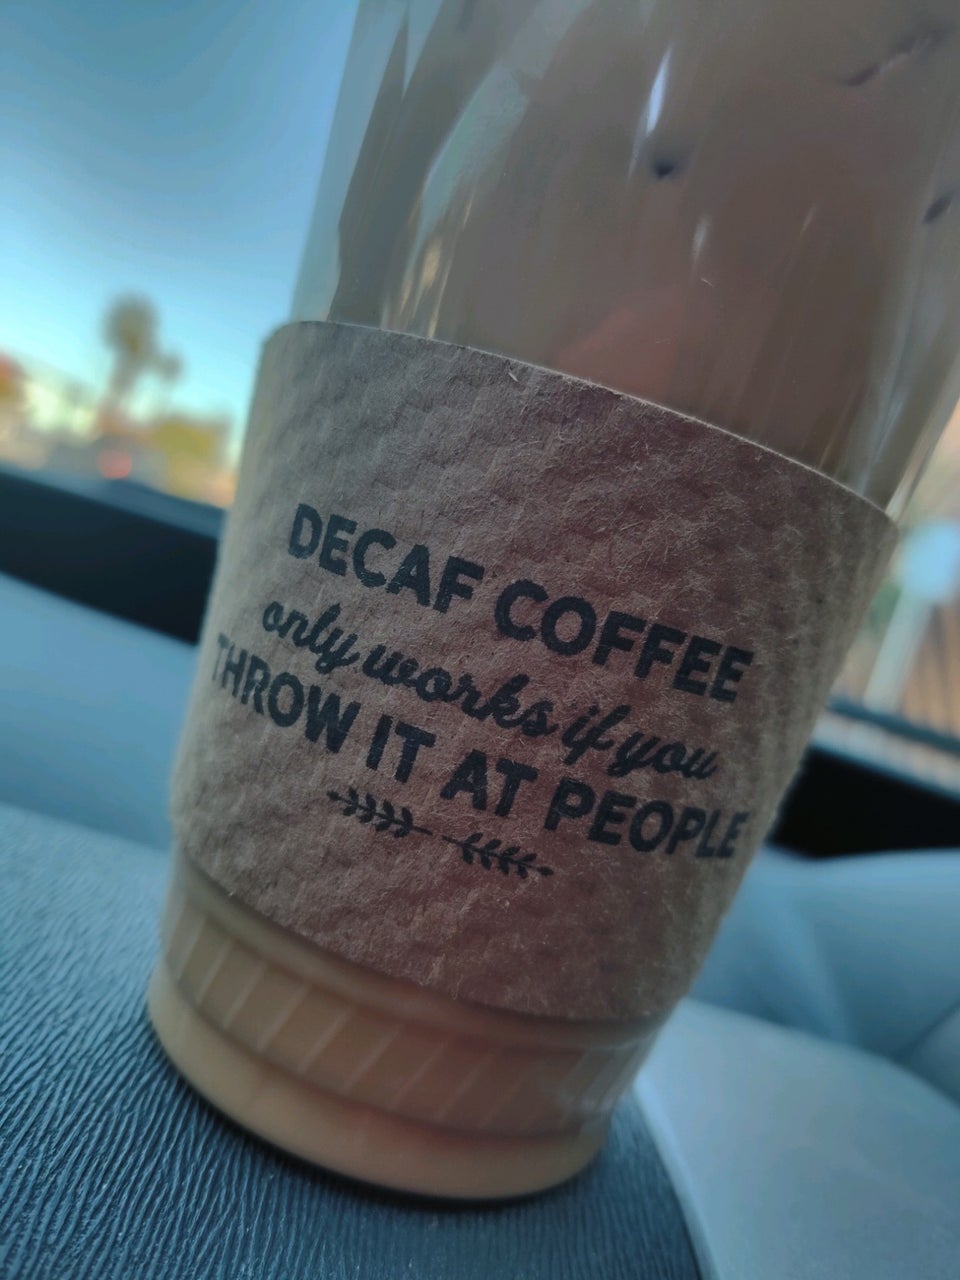 DECAF COFFEE
only works if you
THROW IT AT PEOPLE